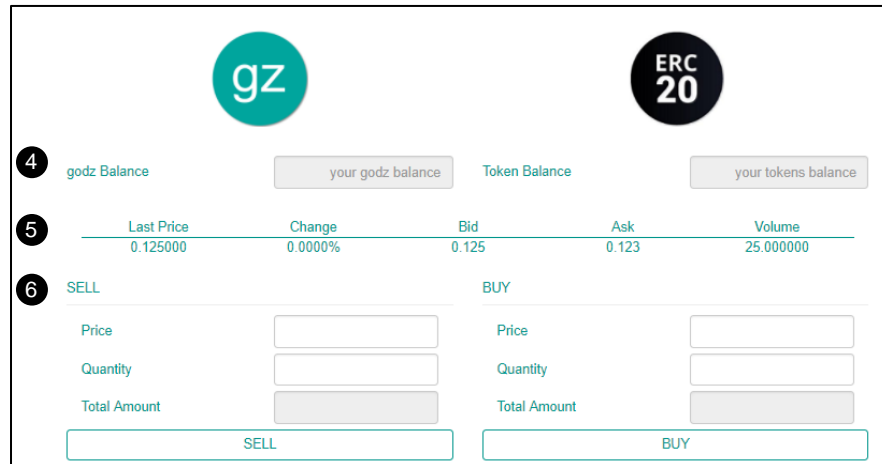 gz
ERC
20
4
godz Balance your godz balance Token Balance your tokens balance
5
Last Price Change Bid Ask Volume
0.125000 0.0000% 0.125 0.123 25.000000
6
SELL BUY
Price Price
Quantity Quantity
Total Amount Total Amount
SELL BUY